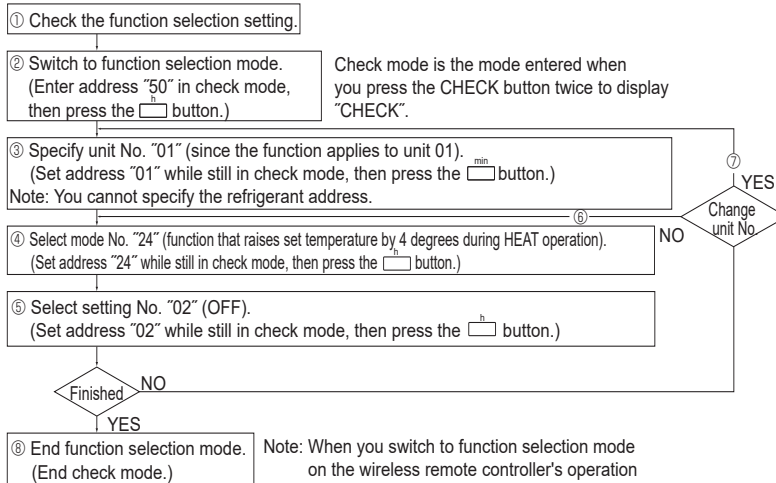 ① Check the function selection setting.
② Switch to function selection mode.
(Enter address ˝50˝ in check mode,
then press the h button.)
Check mode is the mode entered when
you press the CHECK button twice to display
˝CHECK˝.
③ Specify unit No. ˝01˝ (since the function applies to unit 01).
(Set address ˝01˝ while still in check mode, then press the min button.)
Note: You cannot specify the refrigerant address.
⑦
YES
⑥
Change
unit No.
NO
④ Select mode No. ˝24˝ (function that raises set temperature by 4 degrees during HEAT operation).
(Set address ˝24˝ while still in check mode, then press the h button.)
⑤ Select setting No. ˝02˝ (OFF).
(Set address ˝02˝ while still in check mode, then press the h button.)
Finished
NO
YES
⑧ End function selection mode.
(End check mode.)
Note: When you switch to function selection mode
on the wireless remote controller's operation